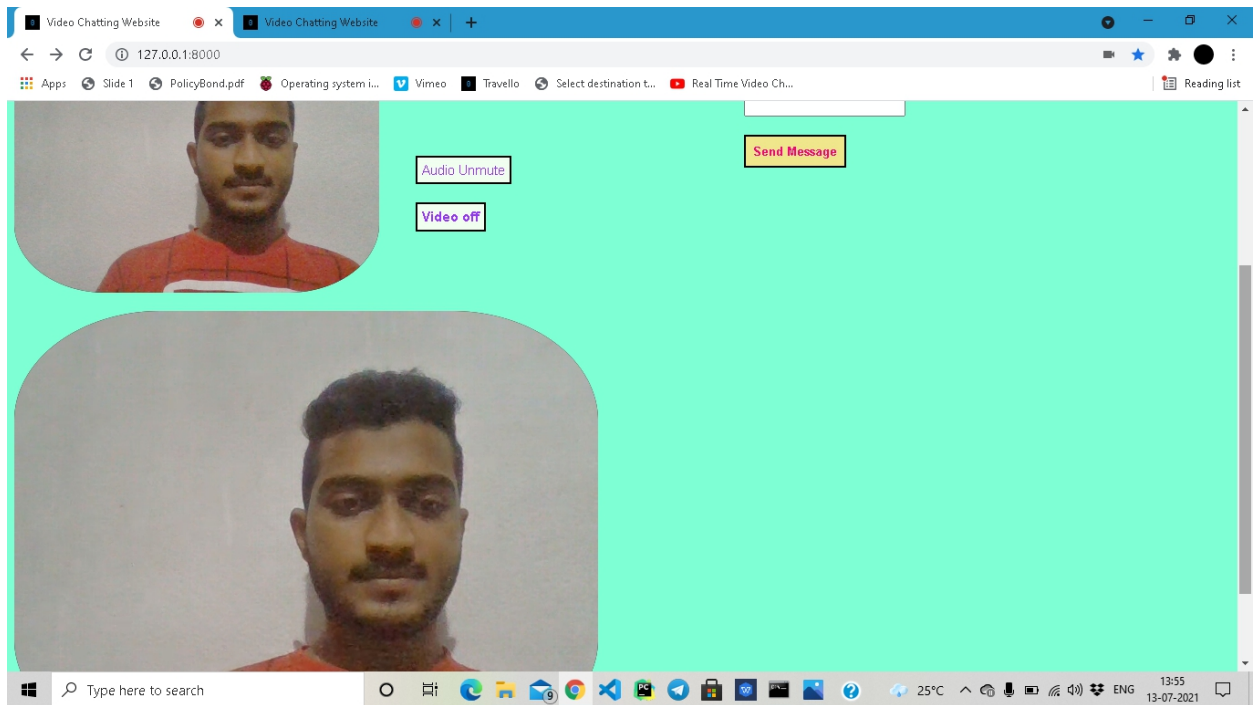 Video Chatting Website
Video Chatting Website
127.0.0.1:8000
Apps
Slide 1
PolicyBond.pdf
Operating system i...
Vimeo
Travello
Select destination t...
Real Time Video Ch...
Reading list
Send Message
Audio Unmute
Video off
Type here to search
9
25°C
ENG
13:55
13-07-2021